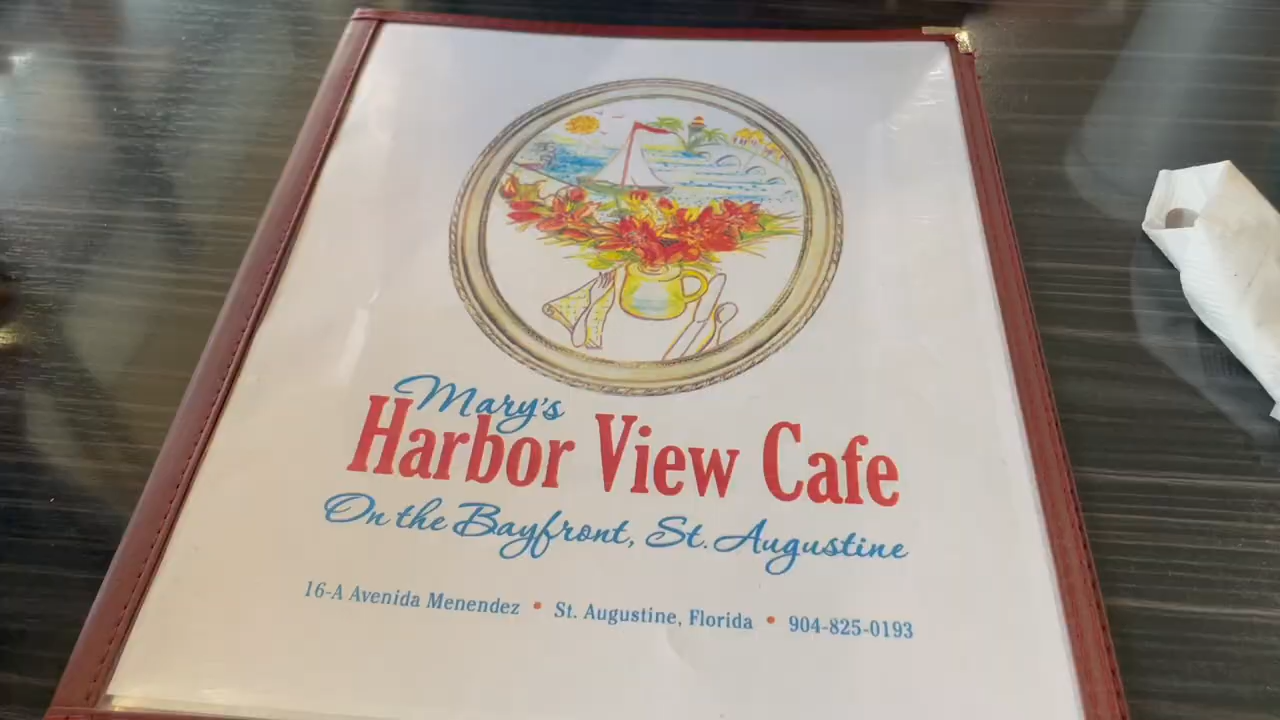 Mary's
Harbor View Cafe
On the Bayfront, St. Augustine
16-A Avenida Menendez • St. Augustine, Florida • 904-825-0193